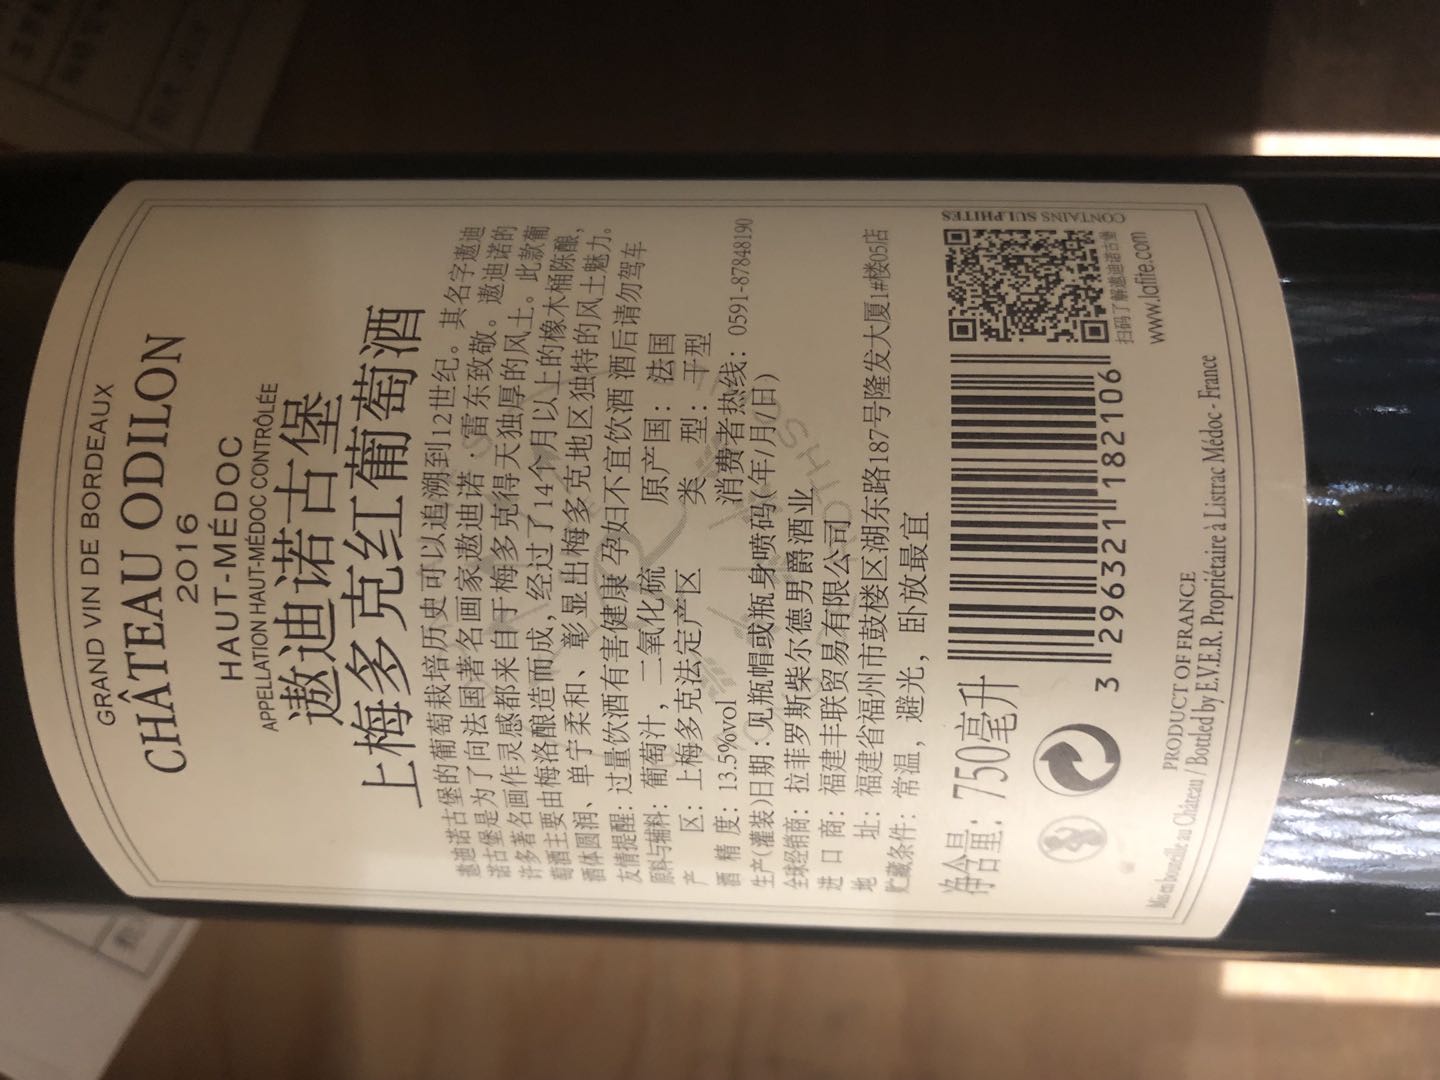 GRAND VIN DE BORDEAUX
CHÂTEAU ODILON
2016
HAUT-MÉDOC
APPELLATION HAUT-MÉDOC CONTRÔLÉE
遨迪诺古堡
上梅多克红葡萄酒
遨迪诺古堡的葡萄栽培历史可以追溯到12世纪。其名字遨迪
诺古堡是为了向法国著名画家遨迪诺·雷东致敬。遨迪诺的
许多著名画作灵感都来自于梅多克得天独厚的风土。此款葡
萄酒主要由梅洛酿造而成，经过了14个月以上的橡木桶陈酿，
酒体圆润、单宁柔和、彰显出梅多克地区独特的风土魅力。
友情提醒：过量饮酒有害健康 孕妇不宜饮酒 酒后请勿驾车
原料与辅料：葡萄汁，二氧化硫 原产国：法国
产 区：上梅多克法定产区 类 型：干型
酒 精 度：13.5%vol 消费者热线：0591-87848190
生产(灌装)日期：见瓶帽或瓶身喷码(年/月/日)
全球经销商：拉菲罗斯柴尔德男爵酒业
进 口 商：福建丰联贸易有限公司
地 址：福建省福州市鼓楼区湖东路187号隆发大厦1#楼05店
贮藏条件：常温，避光，卧放最宜
净含量：750毫升
3 296321 182106
CONTAINS SULPHITES
扫码了解遨迪诺古堡
www.lafite.com
PRODUCT OF FRANCE
Mis en bouteille au Château / Bottled by E.V.E.R. Propriétaire à Listrac Médoc - France